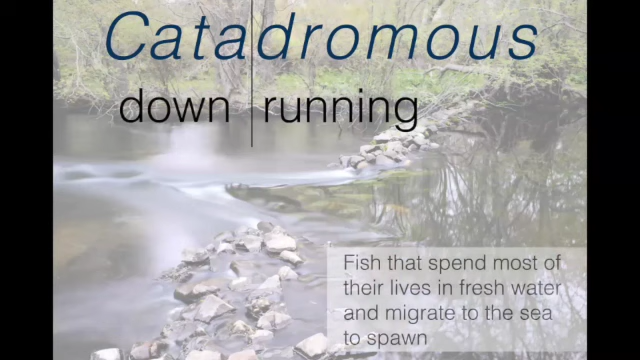 Catadromous
down running
Fish that spend most of
their lives in fresh water
and migrate to the sea
to spawn